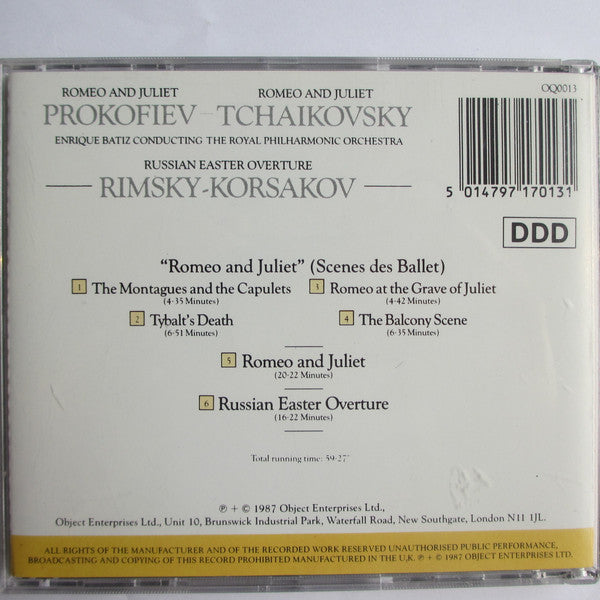 OQ0013
ROMEO AND JULIET ROMEO AND JULIET
PROKOFIEV TCHAIKOVSKY
ENRIQUE BATIZ CONDUCTING THE ROYAL PHILHARMONIC ORCHESTRA
RUSSIAN EASTER OVERTURE
RIMSKY-KORSAKOV
5 014797 170131
DDD
"Romeo and Juliet" (Scenes des Ballet)
1 The Montagues and the Capulets 3 Romeo at the Grave of Juliet
(4-35 Minutes) (4-42 Minutes)
2 Tybalt's Death 4 The Balcony Scene
(6-51 Minutes) (6-35 Minutes)
5 Romeo and Juliet
(20-22 Minutes)
6 Russian Easter Overture
(16-22 Minutes)
Total running time: 59-27"
℗ + © 1987 Object Enterprises Ltd.,
Object Enterprises Ltd., Unit 10, Brunswick Industrial Park, Waterfall Road, New Southgate, London N11 1JL.
ALL RIGHTS OF THE MANUFACTURER AND OF THE RECORDED WORK RESERVED UNAUTHORISED PUBLIC PERFORMANCE,
BROADCASTING AND COPYING OF THIS RECORD PROHIBITED MANUFACTURED IN THE U.K. ℗ + © 1987 OBJECT ENTERPRISES LTD.